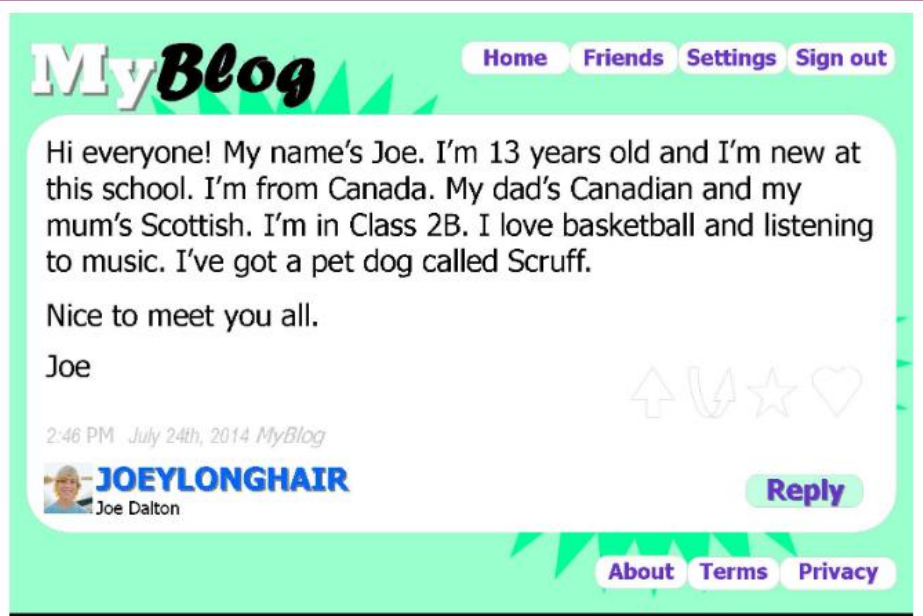 MyBlog
Home Friends Settings Sign out
Hi everyone! My name's Joe. I'm 13 years old and I'm new at
this school. I'm from Canada. My dad's Canadian and my
mum's Scottish. I'm in Class 2B. I love basketball and listening
to music. I've got a pet dog called Scruff.
Nice to meet you all.
Joe
2:46 PM July 24th, 2014 MyBlog
JOEYLONGHAIR
Joe Dalton
Reply
About Terms Privacy